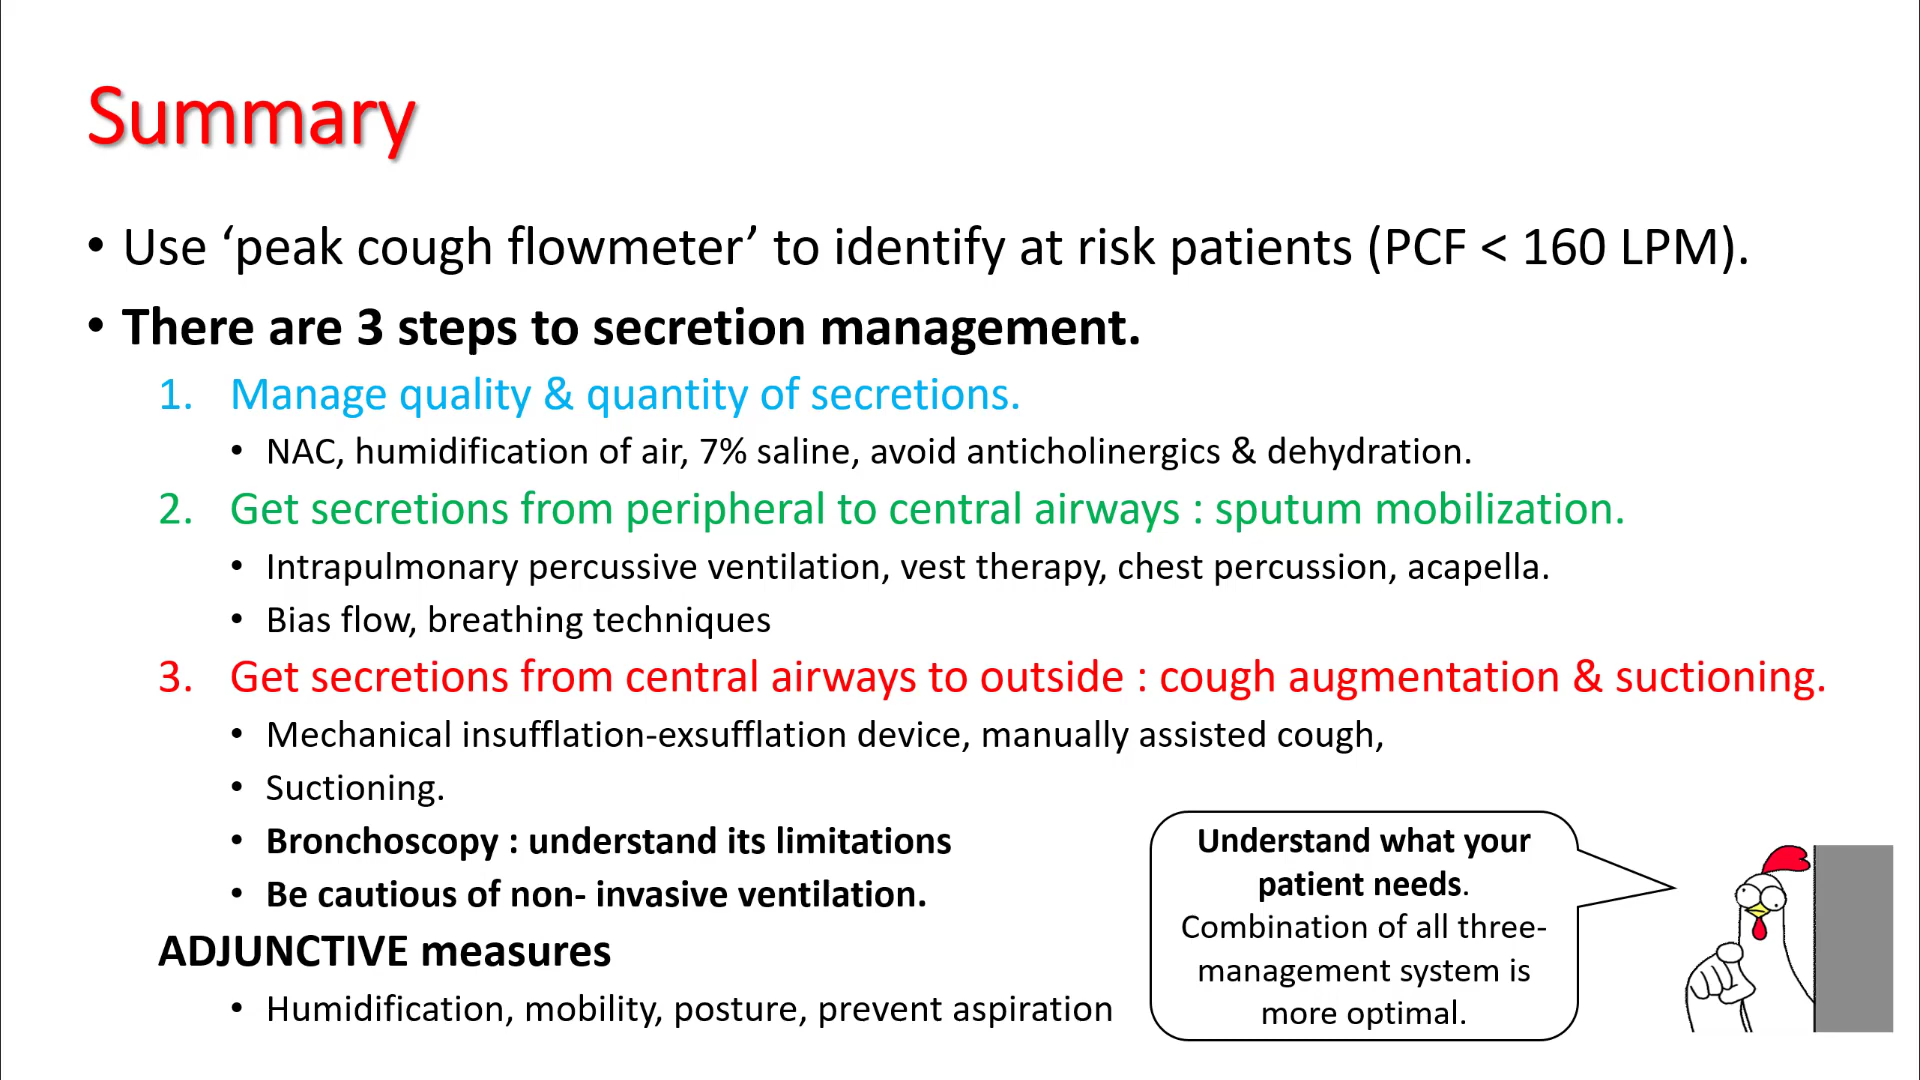 Summary
• Use ‘peak cough flowmeter’ to identify at risk patients (PCF < 160 LPM).
• There are 3 steps to secretion management.
1. Manage quality & quantity of secretions.
• NAC, humidification of air, 7% saline, avoid anticholinergics & dehydration.
2. Get secretions from peripheral to central airways : sputum mobilization.
• Intrapulmonary percussive ventilation, vest therapy, chest percussion, acapella.
• Bias flow, breathing techniques
3. Get secretions from central airways to outside : cough augmentation & suctioning.
• Mechanical insufflation-exsufflation device, manually assisted cough,
• Suctioning.
• Bronchoscopy : understand its limitations
• Be cautious of non- invasive ventilation.
ADJUNCTIVE measures
• Humidification, mobility, posture, prevent aspiration
Understand what your
patient needs.
Combination of all three-
management system is
more optimal.